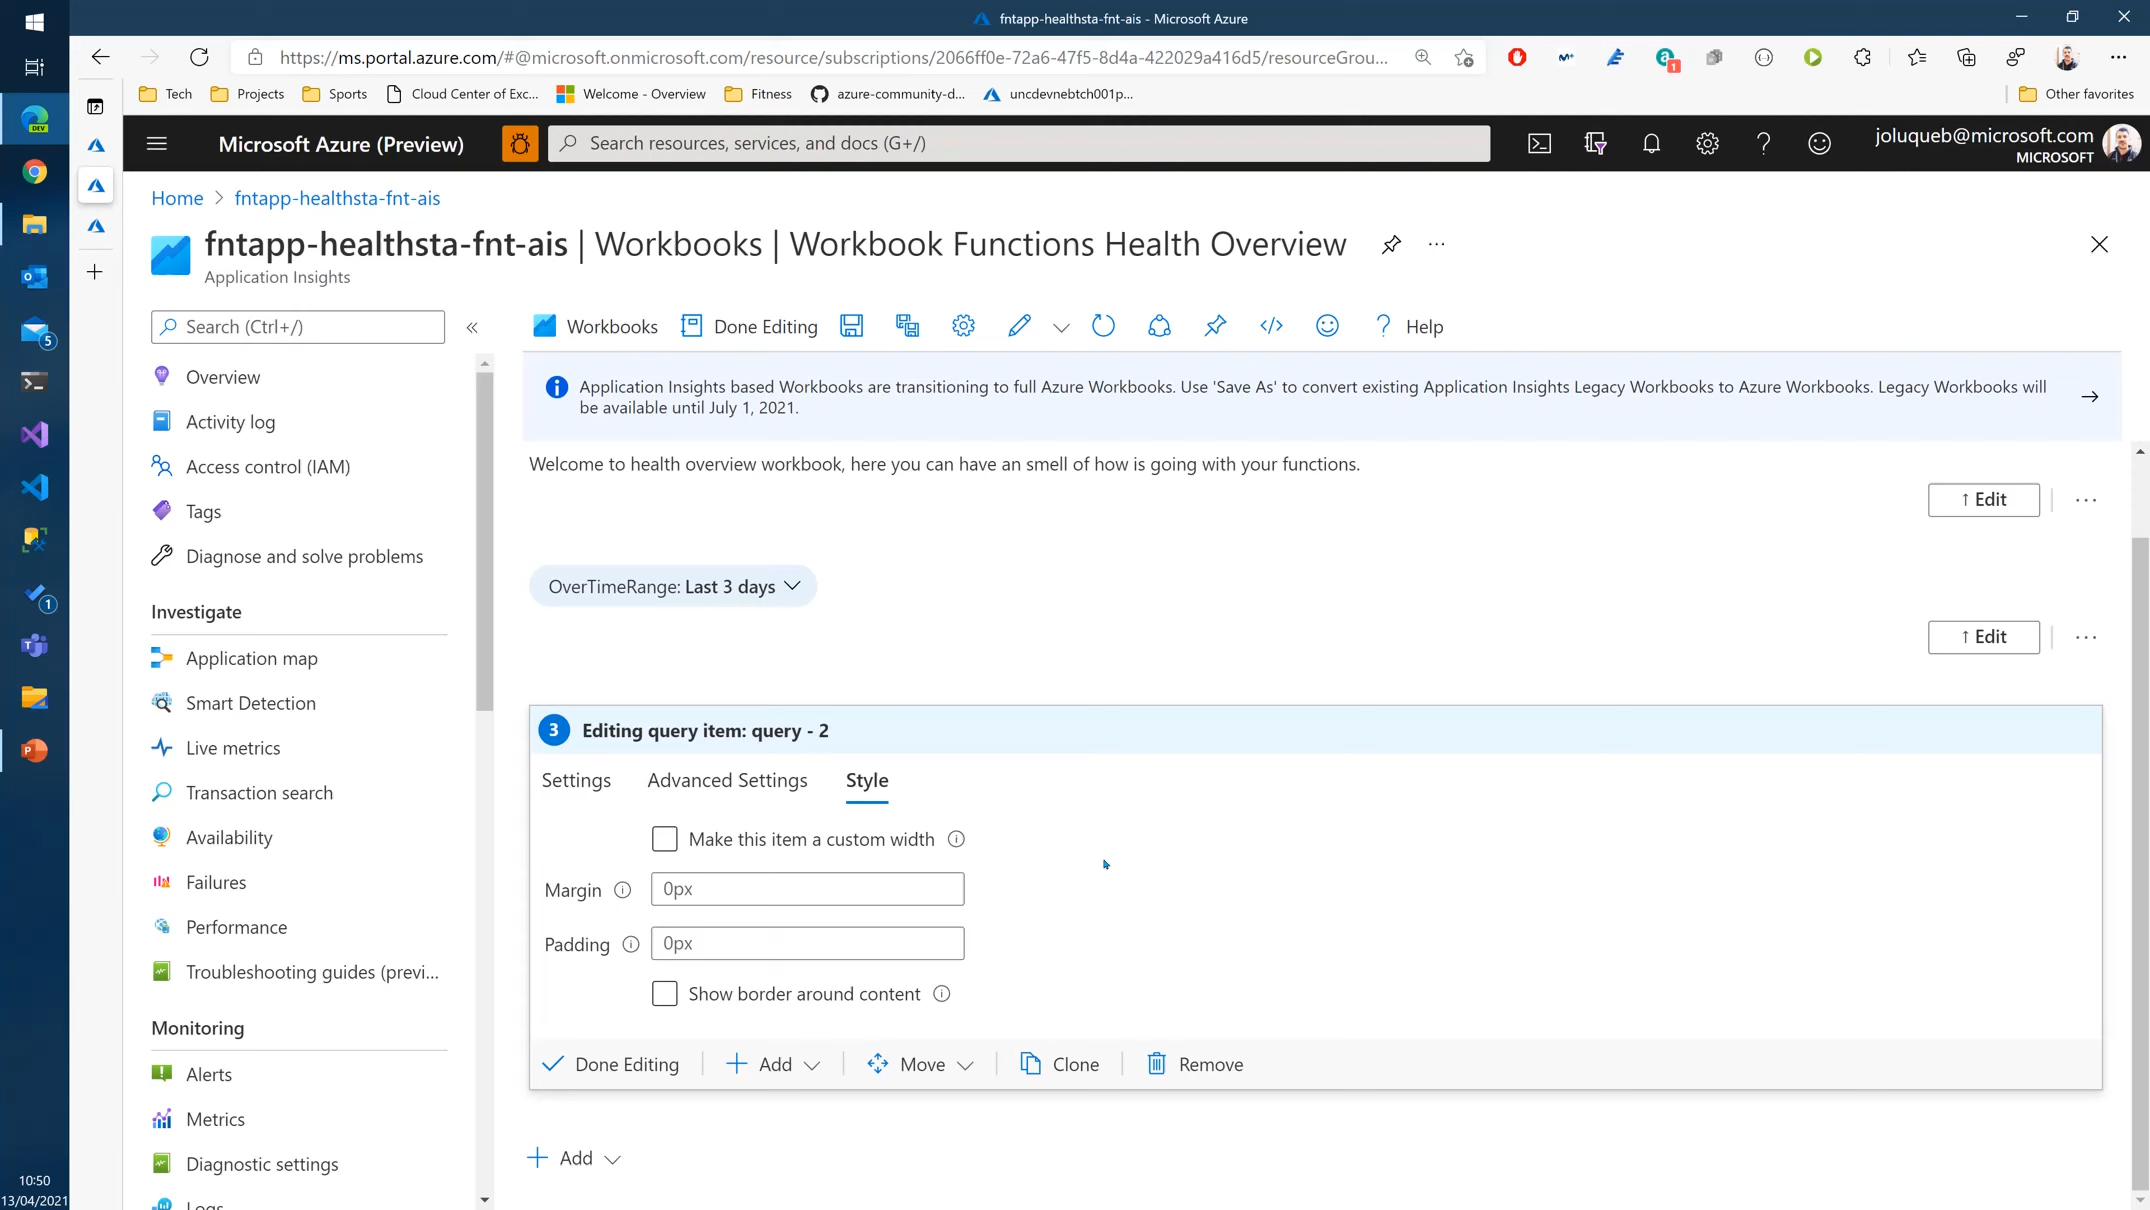 fntapp-healthsta-fnt-ais - Microsoft Azure
https://ms.portal.azure.com/#@microsoft.onmicrosoft.com/resource/subscriptions/2066ff0e-72a6-47f5-8d4a-422029a416d5/resourceGrou...
Tech
Projects
Sports
Cloud Center of Exc...
Welcome - Overview
Fitness
azure-community-d...
uncdevnebtch001p...
Other favorites
Microsoft Azure (Preview)
Search resources, services, and docs (G+/)
joluqueb@microsoft.com
MICROSOFT
Home > fntapp-healthsta-fnt-ais
fntapp-healthsta-fnt-ais | Workbooks | Workbook Functions Health Overview
Application Insights
Search (Ctrl+/)
Workbooks
Done Editing
Help
Application Insights based Workbooks are transitioning to full Azure Workbooks. Use 'Save As' to convert existing Application Insights Legacy Workbooks to Azure Workbooks. Legacy Workbooks will
be available until July 1, 2021.
Overview
Activity log
Access control (IAM)
Tags
Diagnose and solve problems
Investigate
Application map
Smart Detection
Live metrics
Transaction search
Availability
Failures
Performance
Troubleshooting guides (previ...
Monitoring
Alerts
Metrics
Diagnostic settings
Logs
Welcome to health overview workbook, here you can have an smell of how is going with your functions.
↑ Edit
OverTimeRange: Last 3 days
↑ Edit
3 Editing query item: query - 2
Settings
Advanced Settings
Style
Make this item a custom width
Margin
0px
Padding
0px
Show border around content
Done Editing
Add
Move
Clone
Remove
Add
DEV
5
1
1
10:50
13/04/2021